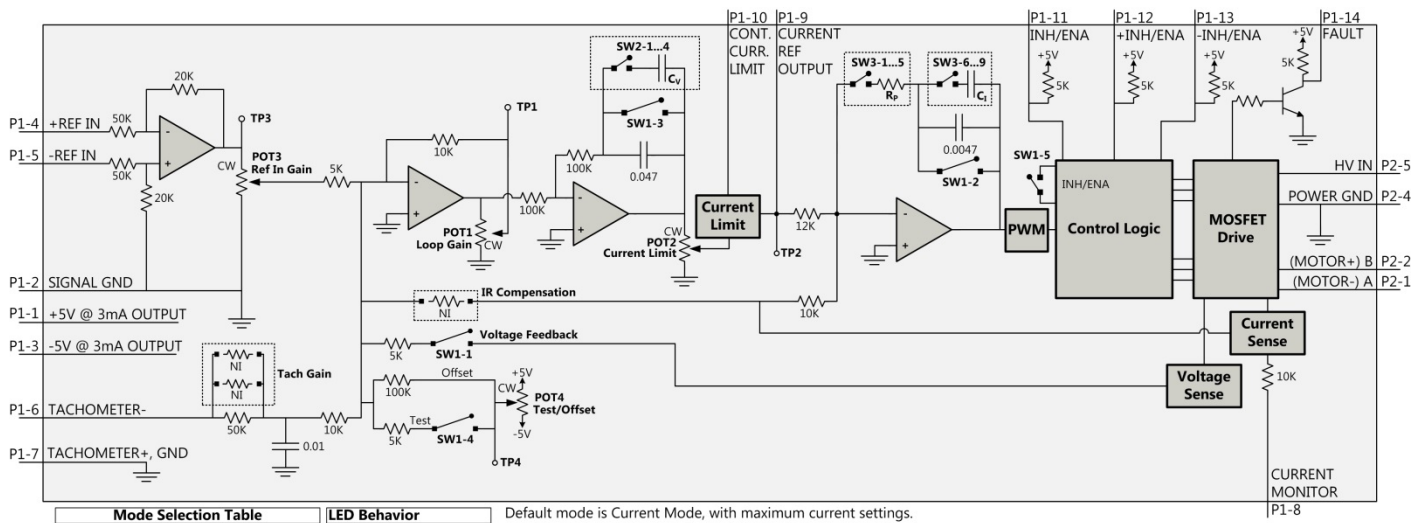 P1-10 P1-9
CONT. CURR. LIMIT
CURRENT REF OUTPUT
P1-11
INH/ENA
P1-12
+INH/ENA
P1-13
-INH/ENA
P1-14
FAULT
+5V
5K
+5V
5K
+5V
5K
+5V
5K
SW2-1...4
CV
SW1-3
0.047
100K
SW3-1...5
RP
SW3-6...9
CI
0.0047
SW1-2
20K
P1-4 +REF IN
50K
P1-5 -REF IN
50K
20K
-
+
TP3
CW
POT3
Ref In Gain
5K
TP1
10K
-
+
POT1
Loop Gain
CW
100K
-
+
CW
POT2
Current Limit
Current Limit
12K
TP2
-
+
PWM
SW1-5
INH/ENA
Control Logic
MOSFET Drive
HV IN P2-5
POWER GND P2-4
(MOTOR+) B P2-2
(MOTOR-) A P2-1
P1-2 SIGNAL GND
P1-1 +5V @ 3mA OUTPUT
P1-3 -5V @ 3mA OUTPUT
IR Compensation
NI
10K
Current Sense
5K
SW1-1
Voltage Feedback
Voltage Sense
10K
Tach Gain
NI
NI
P1-6 TACHOMETER-
50K
0.01
10K
P1-7 TACHOMETER+, GND
Offset
100K
Test
5K
SW1-4
+5V
CW
POT4
Test/Offset
-5V
TP4
CURRENT MONITOR
P1-8
Mode Selection Table
LED Behavior
Default mode is Current Mode, with maximum current settings.